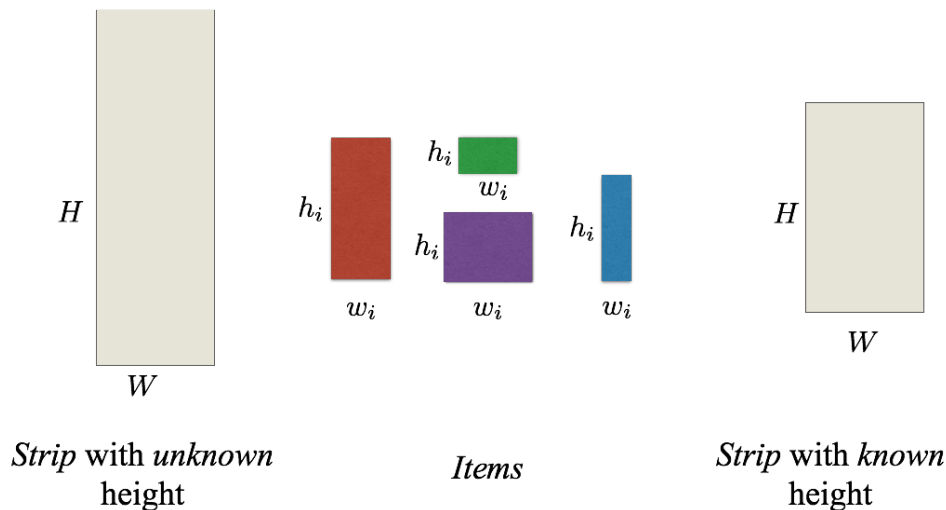 H
W
Strip with unknown
height
h_i
w_i
h_i
w_i
h_i
w_i
h_i
w_i
Items
H
W
Strip with known
height